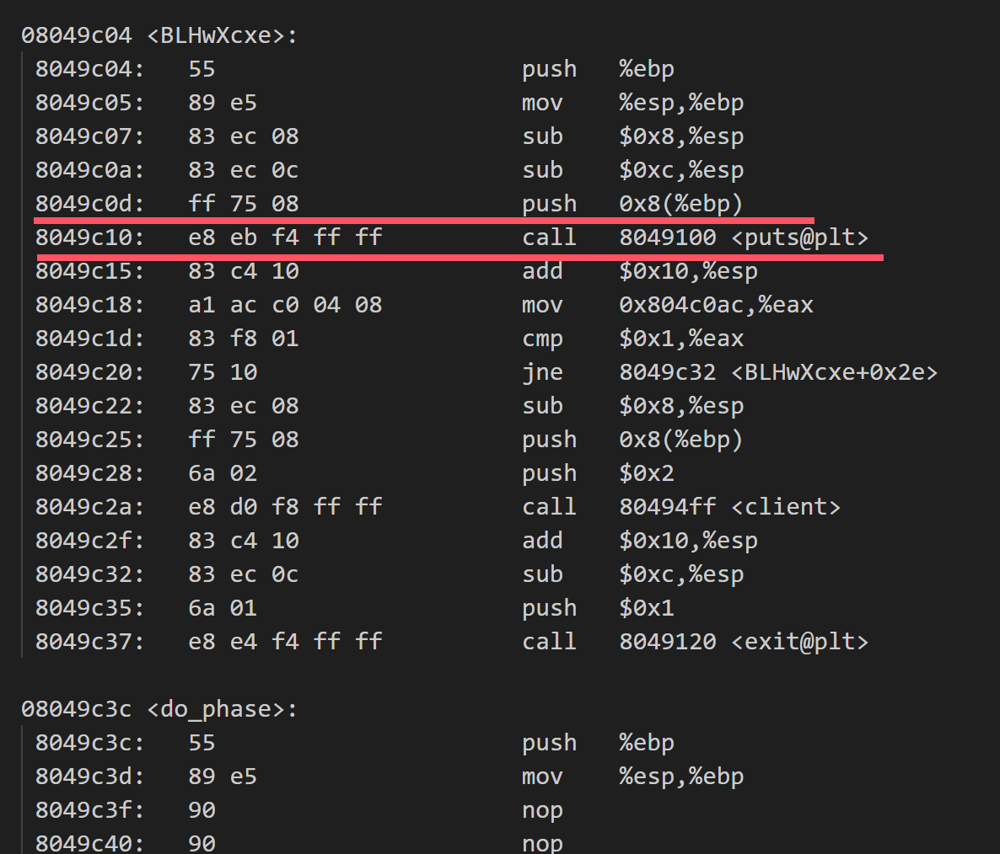 08049c04 <BLHwXcxe>:
8049c04: 55 push %ebp
8049c05: 89 e5 mov %esp,%ebp
8049c07: 83 ec 08 sub $0x8,%esp
8049c0a: 83 ec 0c sub $0xc,%esp
8049c0d: ff 75 08 push 0x8(%ebp)
8049c10: e8 eb f4 ff ff call 8049100 <puts@plt>
8049c15: 83 c4 10 add $0x10,%esp
8049c18: a1 ac c0 04 08 mov 0x804c0ac,%eax
8049c1d: 83 f8 01 cmp $0x1,%eax
8049c20: 75 10 jne 8049c32 <BLHwXcxe+0x2e>
8049c22: 83 ec 08 sub $0x8,%esp
8049c25: ff 75 08 push 0x8(%ebp)
8049c28: 6a 02 push $0x2
8049c2a: e8 d0 f8 ff ff call 80494ff <client>
8049c2f: 83 c4 10 add $0x10,%esp
8049c32: 83 ec 0c sub $0xc,%esp
8049c35: 6a 01 push $0x1
8049c37: e8 e4 f4 ff ff call 8049120 <exit@plt>
08049c3c <do_phase>:
8049c3c: 55 push %ebp
8049c3d: 89 e5 mov %esp,%ebp
8049c3f: 90 nop
8049c40: 90 nop